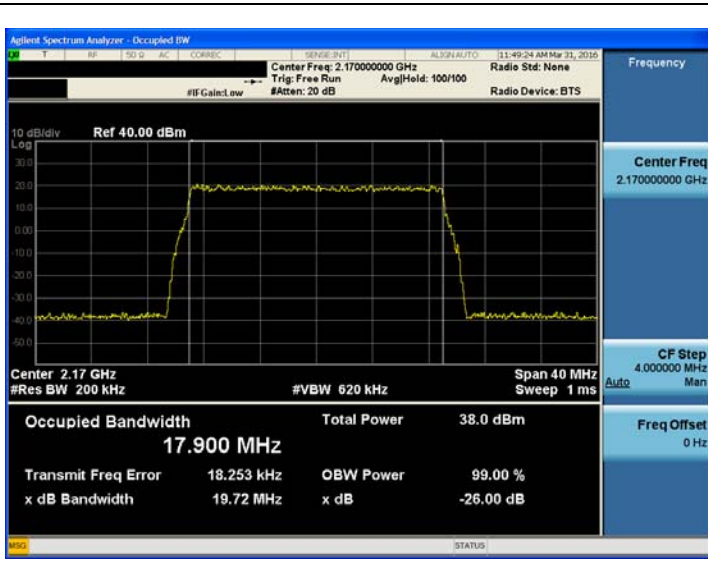 Agilent Spectrum Analyzer - Occupied BW
T RF 50 Ω AC CORREC SENSE:INT ALIGN AUTO 11:49:24 AM Mar 31, 2016
Center Freq: 2.170000000 GHz Radio Std: None
Trig: Free Run Avg|Hold: 100/100
#IFGain:Low #Atten: 20 dB Radio Device: BTS
10 dB/div Ref 40.00 dBm
Log
30.0
20.0
10.0
0.00
-10.0
-20.0
-30.0
-40.0
-50.0
Center 2.17 GHz Span 40 MHz
#Res BW 200 kHz #VBW 620 kHz Sweep 1 ms
Occupied Bandwidth Total Power 38.0 dBm
17.900 MHz
Transmit Freq Error 18.253 kHz OBW Power 99.00 %
x dB Bandwidth 19.72 MHz x dB -26.00 dB
MSG STATUS
Frequency
Center Freq
2.170000000 GHz
CF Step
4.000000 MHz
Auto Man
Freq Offset
0 Hz